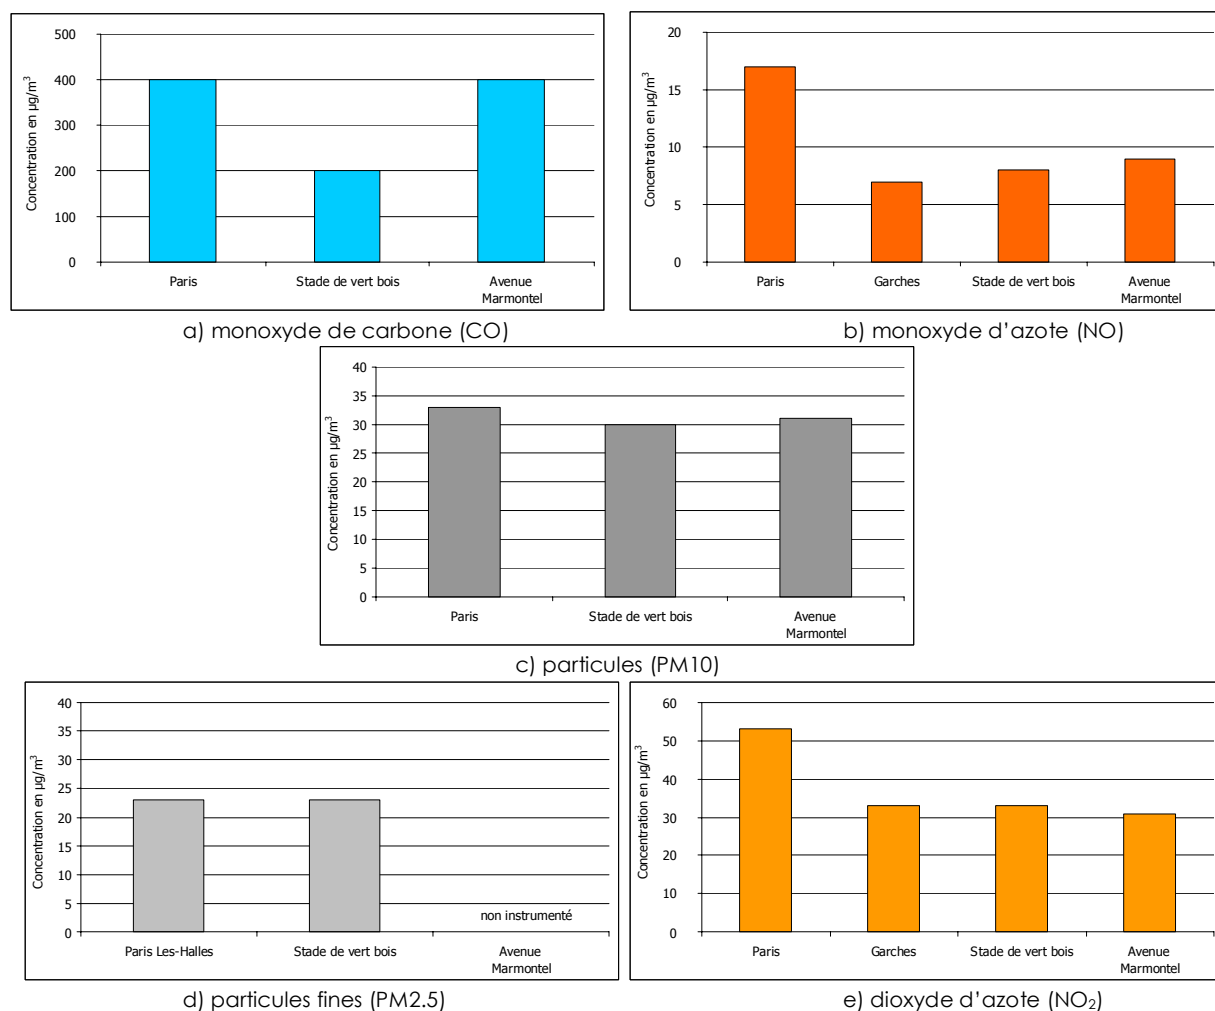 Concentration en µg/m³
500
400
300
200
100
0
Paris
Stade de vert bois
Avenue
Marmontel
a) monoxyde de carbone (CO)
Concentration en µg/m³
20
15
10
5
0
Paris
Garches
Stade de vert bois
Avenue
Marmontel
b) monoxyde d’azote (NO)
Concentration en µg/m³
40
35
30
25
20
15
10
5
0
Paris
Stade de vert bois
Avenue
Marmontel
c) particules (PM10)
Concentration en µg/m³
40
35
30
25
20
15
10
5
0
non instrumenté
Paris Les-Halles
Stade de vert bois
Avenue
Marmontel
d) particules fines (PM2.5)
Concentration en µg/m³
60
50
40
30
20
10
0
Paris
Garches
Stade de vert bois
Avenue
Marmontel
e) dioxyde d’azote (NO₂)